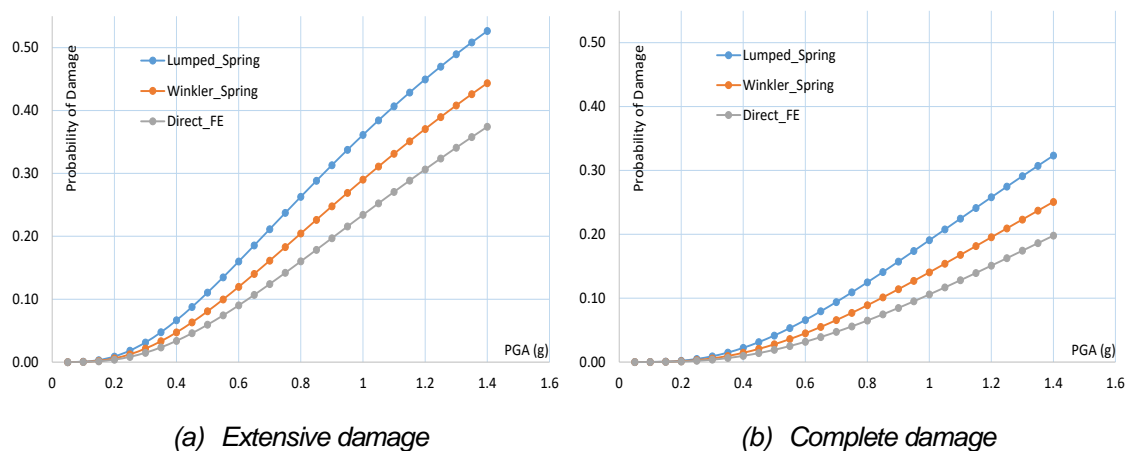 0.50
0.40
0.30
0.20
0.10
0.00
Probability of Damage
Lumped_Spring
Winkler_Spring
Direct_FE
PGA (g)
0 0.2 0.4 0.6 0.8 1 1.2 1.4 1.6
(a) Extensive damage
0.50
0.40
0.30
0.20
0.10
0.00
Probability of Damage
Lumped_Spring
Winkler_Spring
Direct_FE
PGA (g)
0 0.2 0.4 0.6 0.8 1 1.2 1.4 1.6
(b) Complete damage